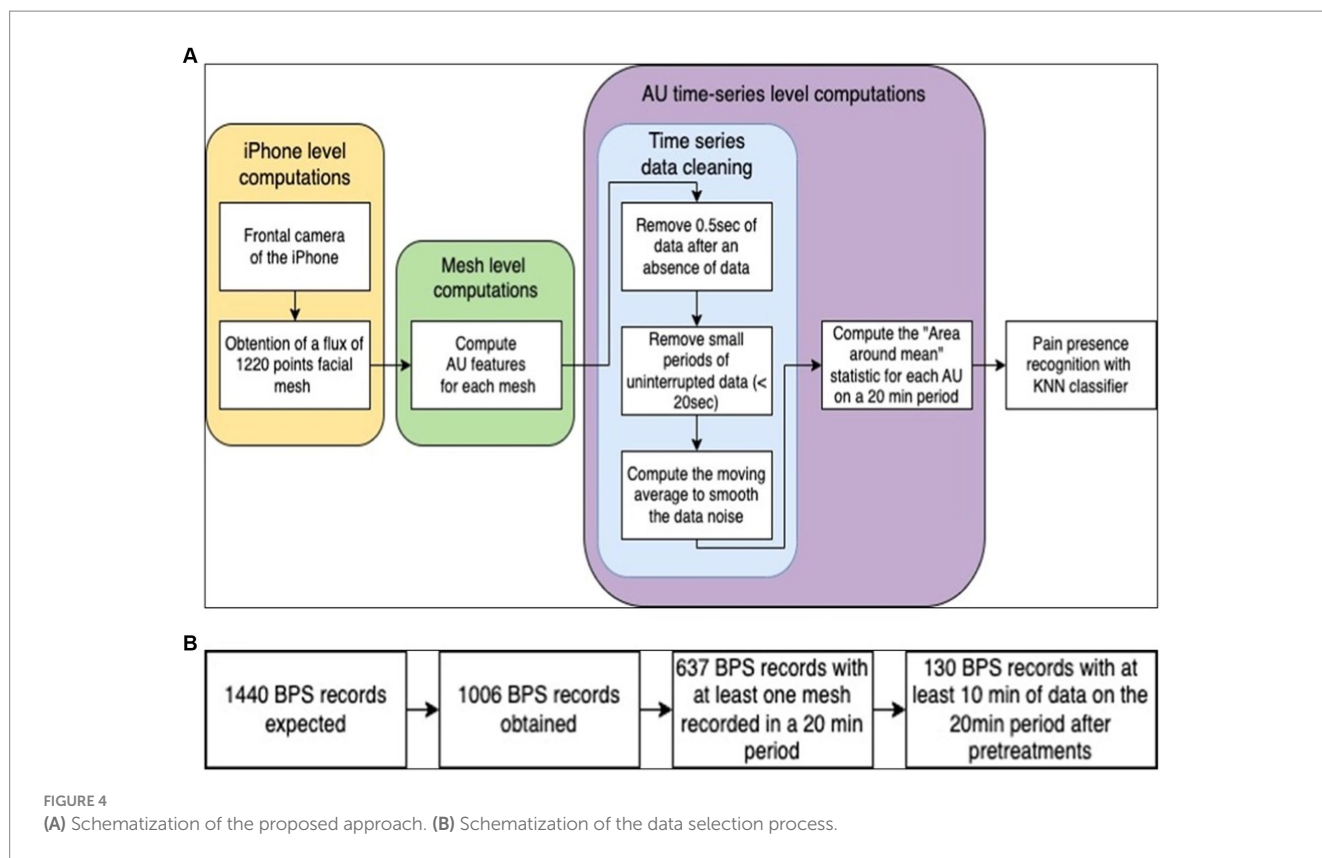 A
iPhone level
computations
Frontal camera
of the iPhone
Obtention of a flux of
1220 points facial
mesh
Mesh level
computations
Compute
AU features
for each mesh
AU time-series level computations
Time series
data cleaning
Remove 0.5sec of
data after an
absence of data
Remove small
periods of
uninterrupted data (<
20sec)
Compute the moving
average to smooth
the data noise
Compute the "Area
around mean"
statistic for each AU
on a 20 min period
Pain presence
recognition with
KNN classifier
B
1440 BPS records
expected
1006 BPS records
obtained
637 BPS records with
at least one mesh
recorded in a 20 min
period
130 BPS records with at
least 10 min of data on the
20min period after
pretreatments
FIGURE 4
(A) Schematization of the proposed approach. (B) Schematization of the data selection process.